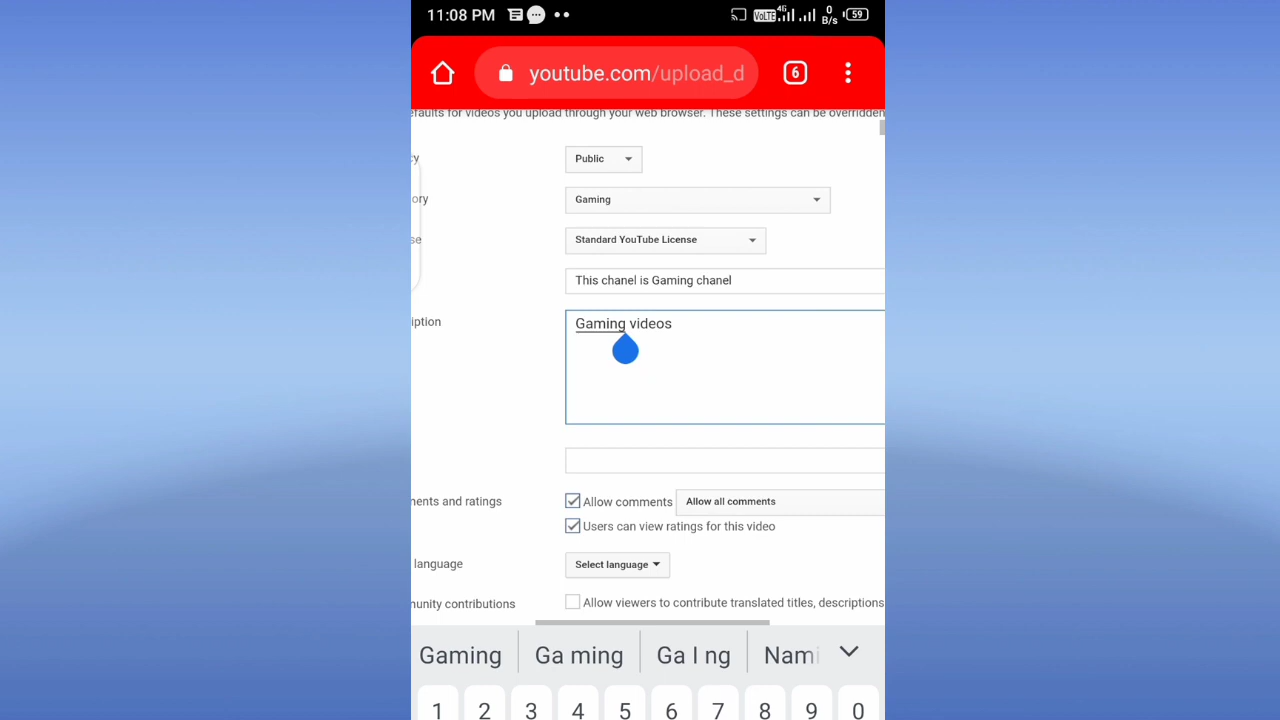 11:08 PM
VoLTE 4G 0 B/s 59
youtube.com/upload_d
6
efaults for videos you upload through your web browser. These settings can be overridden
cy
Public
ory
Gaming
se
Standard YouTube License
This chanel is Gaming chanel
iption
Gaming videos
nents and ratings
Allow comments
Allow all comments
Users can view ratings for this video
language
Select language
nunity contributions
Allow viewers to contribute translated titles, descriptions
Gaming
Ga ming
Ga I ng
Nami
1 2 3 4 5 6 7 8 9 0